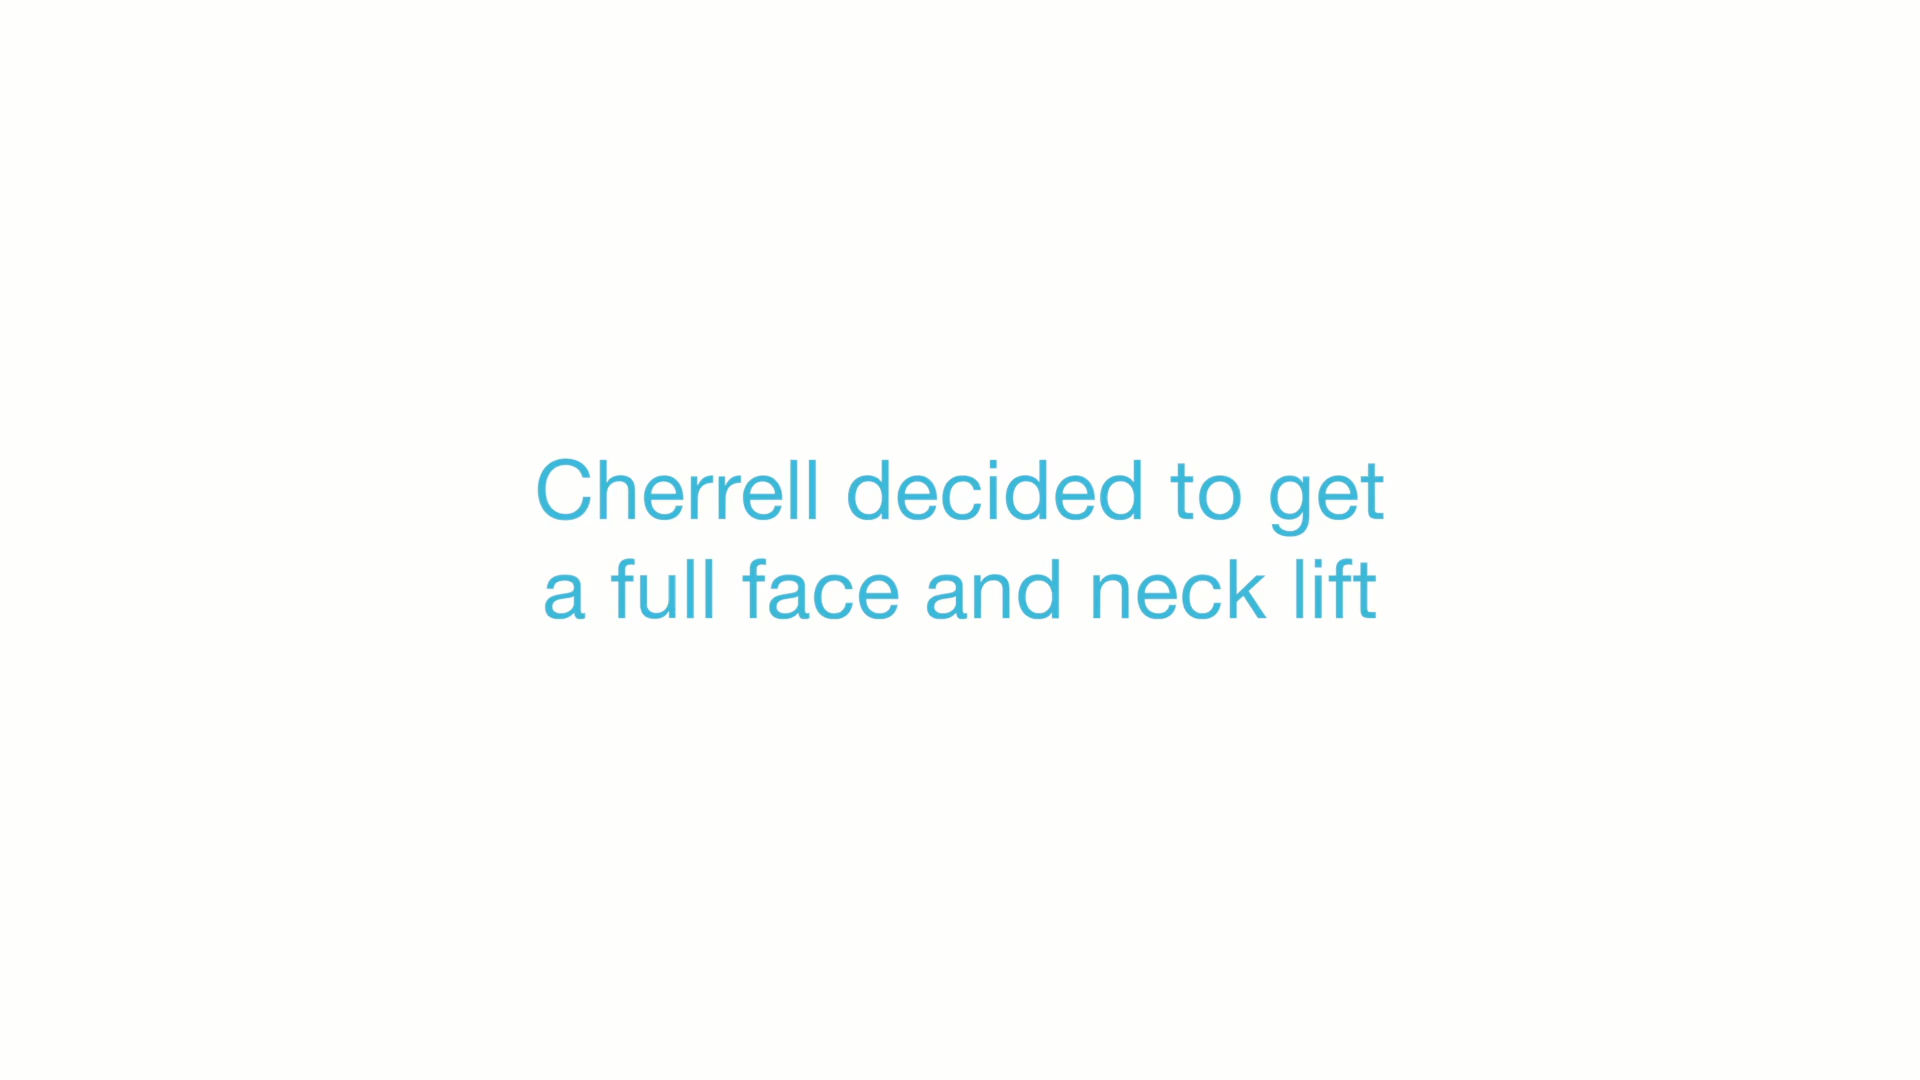 Cherrell decided to get
a full face and neck lift